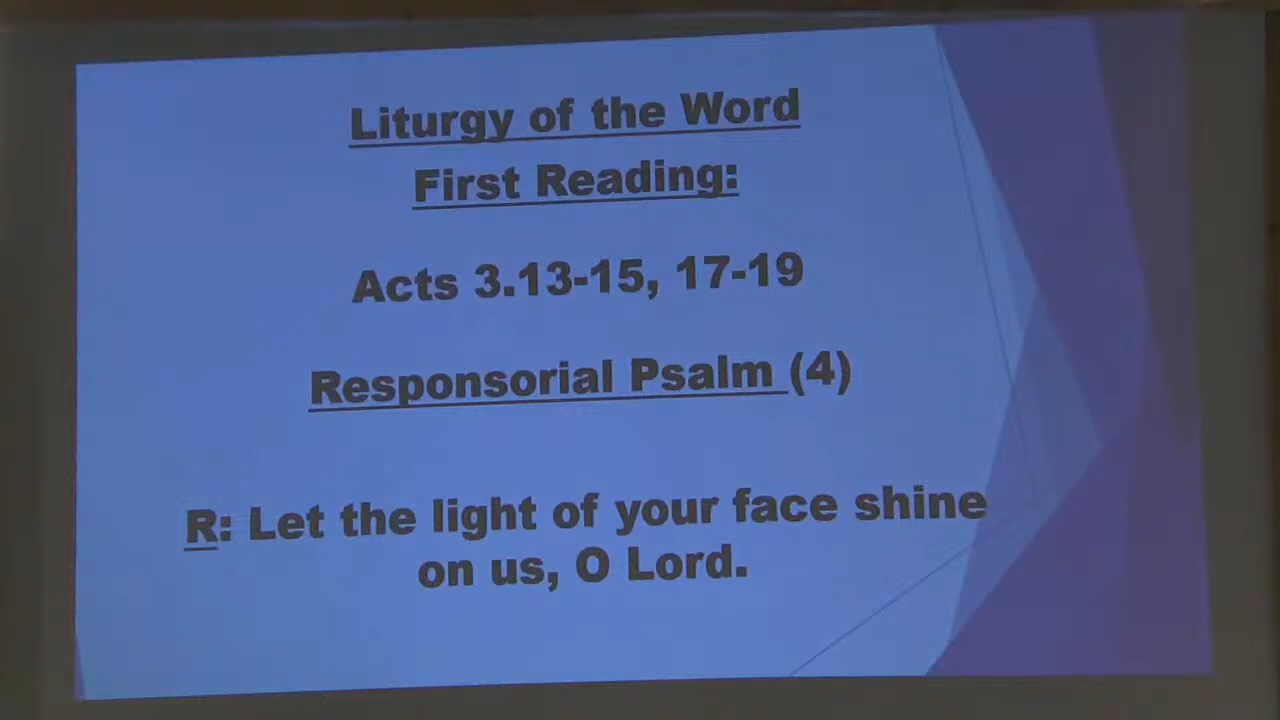 Liturgy of the Word
First Reading:
Acts 3.13-15, 17-19
Responsorial Psalm (4)
R: Let the light of your face shine
on us, O Lord.